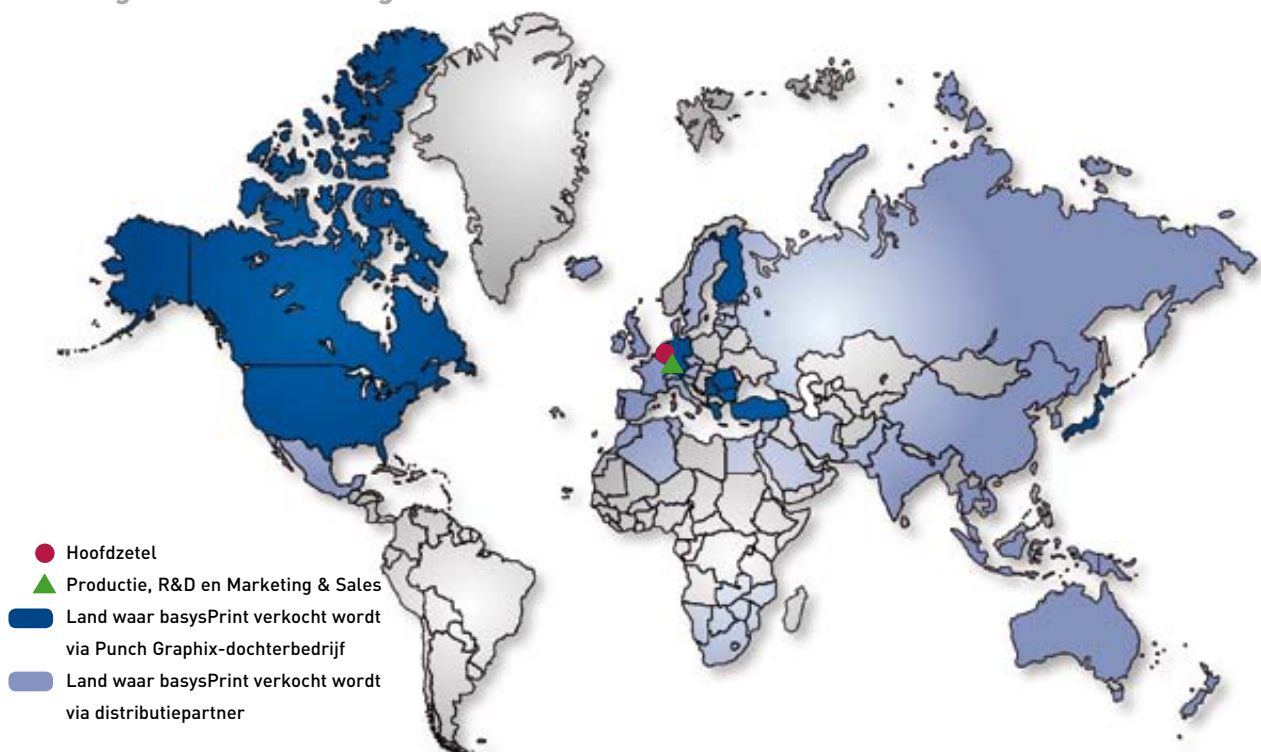 Hoofdzetel
Productie, R&D en Marketing & Sales
Land waar basysPrint verkocht wordt
via Punch Graphix-dochterbedrijf
Land waar basysPrint verkocht wordt
via distributiepartner